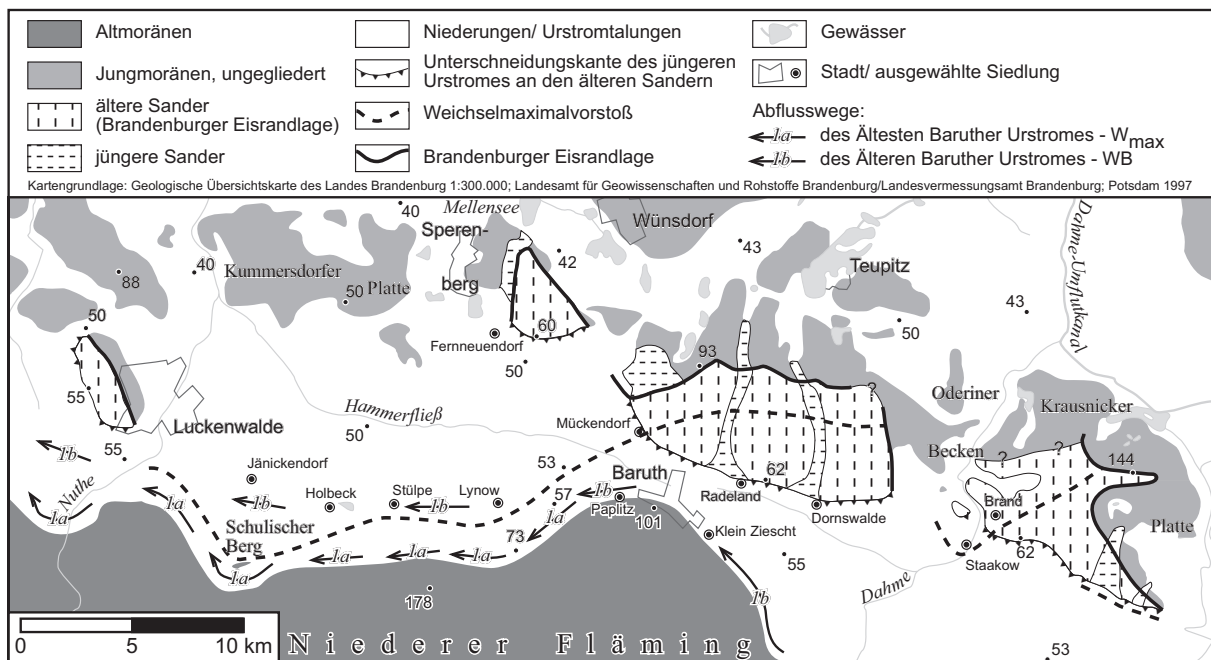 Altmoränen
Jungmoränen, ungegliedert
ältere Sander
(Brandenburger Eisrandlage)
jüngere Sander
Niederungen/ Urstromtalungen
Unterschneidungskante des jüngeren
Urstromes an den älteren Sandern
Weichselmaximalvorstoß
Brandenburger Eisrandlage
Gewässer
Stadt/ ausgewählte Siedlung
Abflusswege:
1a des Ältesten Baruther Urstromes - Wmax
1b des Älteren Baruther Urstromes - WB
Kartengrundlage: Geologische Übersichtskarte des Landes Brandenburg 1:300.000; Landesamt für Geowissenschaften und Rohstoffe Brandenburg/Landesvermessungsamt Brandenburg; Potsdam 1997
40
Mellensee
Speren-
berg
Wünsdorf
43
Teupitz
Dahme-Umflutkanal
88
40
Kummersdorfer
50 Platte
42
43
50
60
Fernneuendorf
50
50
93
?
Oderiner
Becken
Krausnicker
Platte
55
Luckenwalde
Hammerfließ
50
Mückendorf
? ?
144
1b
55
Jänickendorf
53
Baruth
62
Radeland
Brand
Nuthe
1a
1a
1b
Holbeck
Stülpe
1b
Lynow
57
1b
Paplitz
101
Dornswalde
62
Schulischer
Berg
1a
1a
1a
1a
73
1a
Klein Ziescht
55
Staakow
Dahme
178
1b
0 5 10 km
Niederer Fläming
53